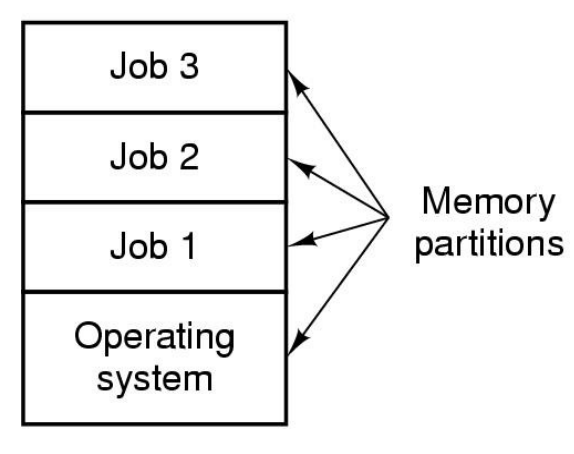 Job 3
Job 2
Job 1
Operating
system
Memory
partitions